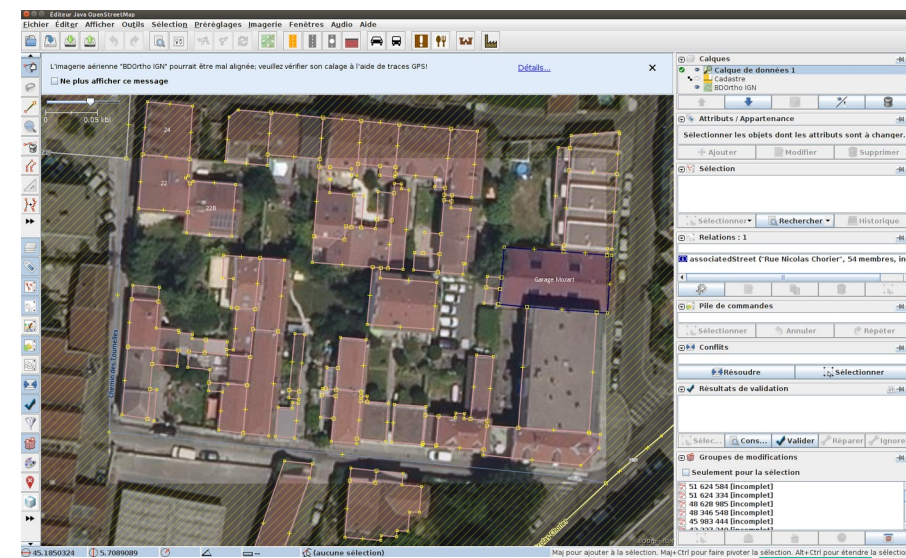 Éditeur Java OpenStreetMap
Fichier Éditer Afficher Outils Sélection Préréglages Imagerie Fenêtres Audio Aide
L'imagerie aérienne "BDOrtho IGN" pourrait être mal alignée; veuillez vérifier son calage à l'aide de traces GPS!
Détails...
Ne plus afficher ce message
0
0.05 kbl
24
22
22B
Garage Mozart
Chemin des Tournelles
Calques
Calque de données 1
Cadastre
BDOrtho IGN
Attributs / Appartenance
Sélectionner les objets dont les attributs sont à changer.
Ajouter Modifier Supprimer
Sélection
Sélectionner Rechercher Historique
Relations : 1
associatedStreet ("Rue Nicolas Chorier", 54 membres, in
Pile de commandes
Sélectionner Annuler Répéter
Conflits
Résoudre Sélectionner
Résultats de validation
Sélec... Cons... Valider Réparer Ignore
Groupes de modifications
Seulement pour la sélection
51 624 584 [incomplet]
51 624 334 [incomplet]
48 628 985 [incomplet]
48 346 548 [incomplet]
45 983 444 [incomplet]
45.1850324 5.7089089 -- (aucune sélection)
Maj pour ajouter à la sélection. Maj+Ctrl pour faire pivoter la sélection. Alt+Ctrl pour étendre la sélection